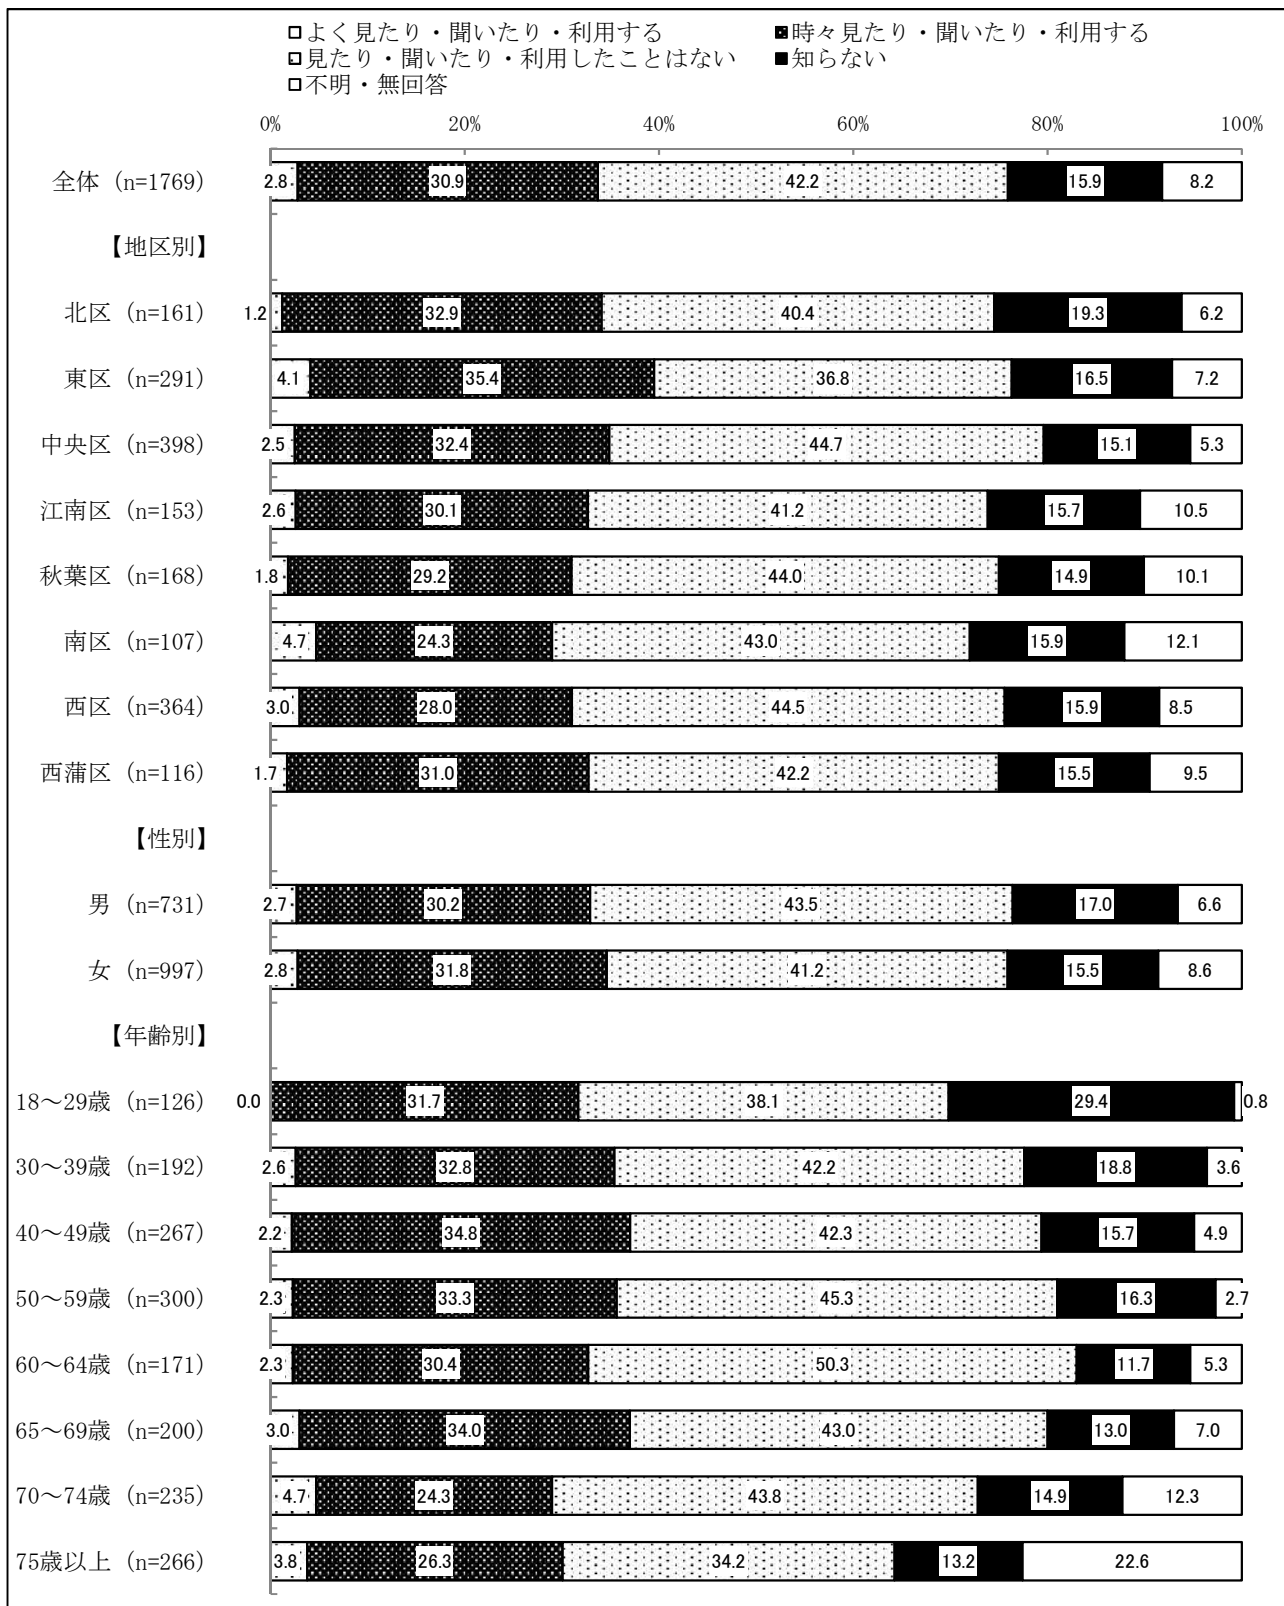 □よく見たり・聞いたり・利用する ■時々見たり・聞いたり・利用する
□見たり・聞いたり・利用したことはない ■知らない
□不明・無回答
0% 20% 40% 60% 80% 100%
全体 (n=1769) 2.8 30.9 42.2 15.9 8.2
【地区別】
北区 (n=161) 1.2 32.9 40.4 19.3 6.2
東区 (n=291) 4.1 35.4 36.8 16.5 7.2
中央区 (n=398) 2.5 32.4 44.7 15.1 5.3
江南区 (n=153) 2.6 30.1 41.2 15.7 10.5
秋葉区 (n=168) 1.8 29.2 44.0 14.9 10.1
南区 (n=107) 4.7 24.3 43.0 15.9 12.1
西区 (n=364) 3.0 28.0 44.5 15.9 8.5
西蒲区 (n=116) 1.7 31.0 42.2 15.5 9.5
【性別】
男 (n=731) 2.7 30.2 43.5 17.0 6.6
女 (n=997) 2.8 31.8 41.2 15.5 8.6
【年齢別】
18～29歳 (n=126) 0.0 31.7 38.1 29.4 0.8
30～39歳 (n=192) 2.6 32.8 42.2 18.8 3.6
40～49歳 (n=267) 2.2 34.8 42.3 15.7 4.9
50～59歳 (n=300) 2.3 33.3 45.3 16.3 2.7
60～64歳 (n=171) 2.3 30.4 50.3 11.7 5.3
65～69歳 (n=200) 3.0 34.0 43.0 13.0 7.0
70～74歳 (n=235) 4.7 24.3 43.8 14.9 12.3
75歳以上 (n=266) 3.8 26.3 34.2 13.2 22.6